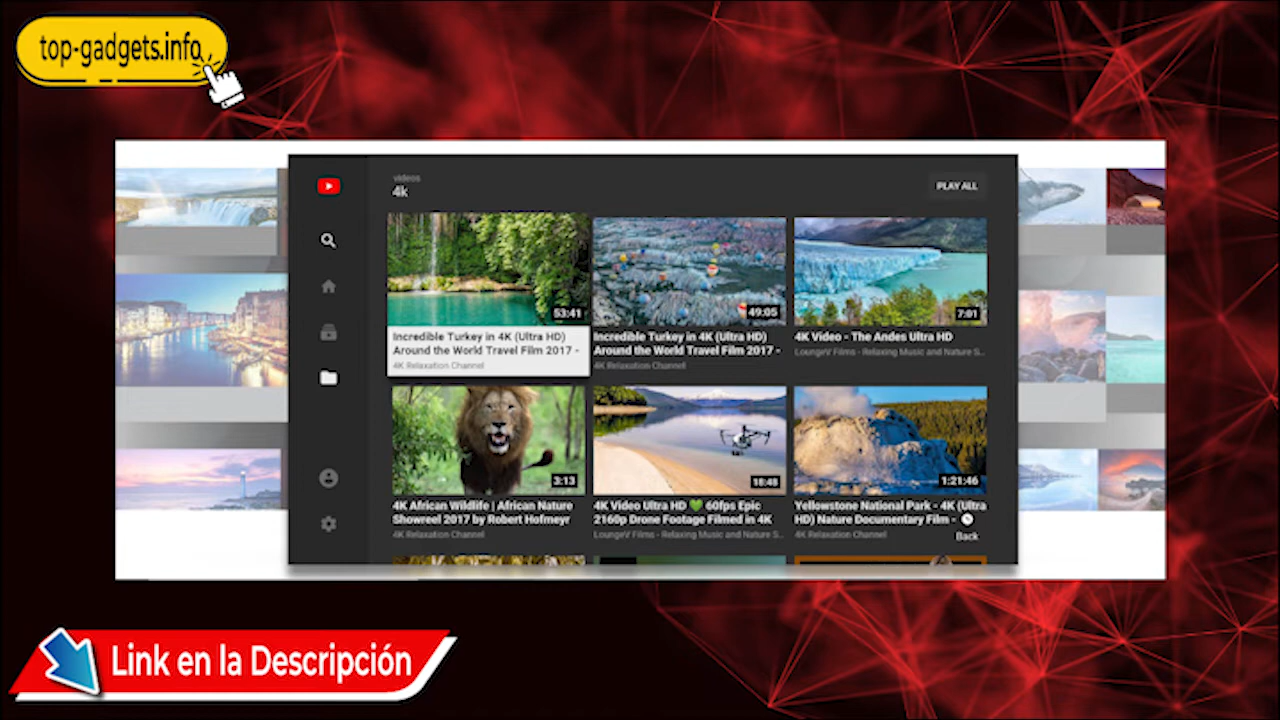 top-gadgets.info
videos
4k
PLAY ALL
53:41
49:05
7:01
Incredible Turkey in 4K (Ultra HD)
Around the World Travel Film 2017 -
4K Relaxation Channel
Incredible Turkey in 4K (Ultra HD)
Around the World Travel Film 2017 -
4K Relaxation Channel
4K Video - The Andes Ultra HD
LoungeV Films - Relaxing Music and Nature S...
3:13
18:48
1:21:46
4K African Wildlife | African Nature
Showreel 2017 by Robert Hofmeyr
4K Relaxation Channel
4K Video Ultra HD 💚 60fps Epic
2160p Drone Footage Filmed in 4K
LoungeV Films - Relaxing Music and Nature S...
Yellowstone National Park - 4K (Ultra
HD) Nature Documentary Film -
4K Relaxation Channel
Back
Link en la Descripción